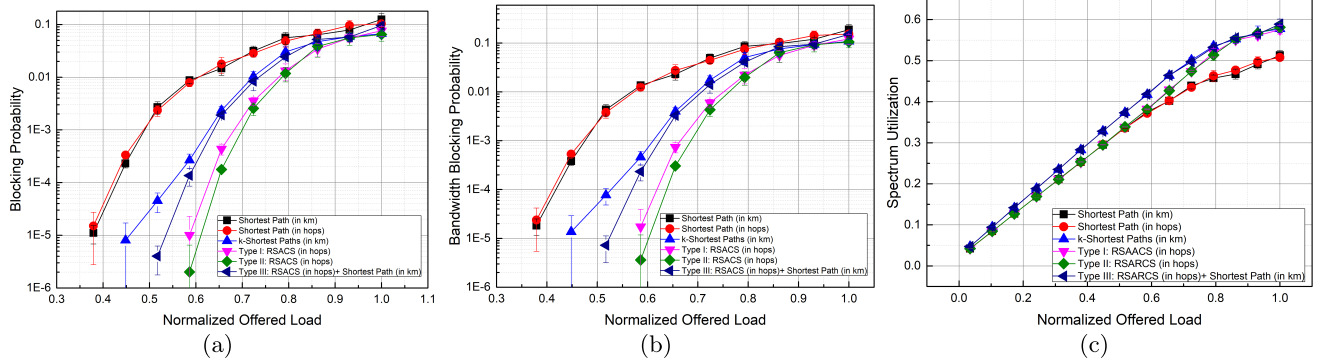 0.1
0.01
1E-3
1E-4
1E-5
1E-6
Blocking Probability
Shortest Path (in km)
Shortest Path (in hops)
k-Shortest Paths (in km)
Type I: RSACS (in hops)
Type II: RSACS (in hops)
Type III: RSACS (in hops)+ Shortest Path (in km)
0.3 0.4 0.5 0.6 0.7 0.8 0.9 1.0 1.1
Normalized Offered Load
(a)
0.1
0.01
1E-3
1E-4
1E-5
1E-6
Bandwidth Blocking Probability
Shortest Path (in km)
Shortest Path (in hops)
k-Shortest Paths (in km)
Type I: RSACS (in hops)
Type II: RSACS (in hops)
Type III: RSACS (in hops)+ Shortest Path (in km)
0.3 0.4 0.5 0.6 0.7 0.8 0.9 1.0
Normalized Offered Load
(b)
0.6
0.5
0.4
0.3
0.2
0.1
0.0
Spectrum Utilization
Shortest Path (in km)
Shortest Path (in hops)
k-Shortest Paths (in km)
Type I: RSAACS (in hops)
Type II: RSARCS (in hops)
Type III: RSARCS (in hops)+ Shortest Path (in km)
0.0 0.2 0.4 0.6 0.8 1.0
Normalized Offered Load
(c)